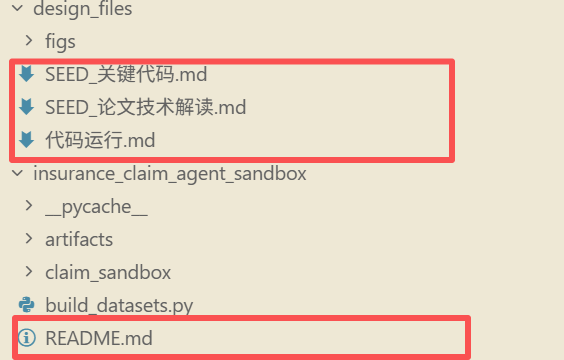 design_files
figs
SEED_关键代码.md
SEED_论文技术解读.md
代码运行.md
insurance_claim_agent_sandbox
__pycache__
artifacts
claim_sandbox
build_datasets.py
README.md